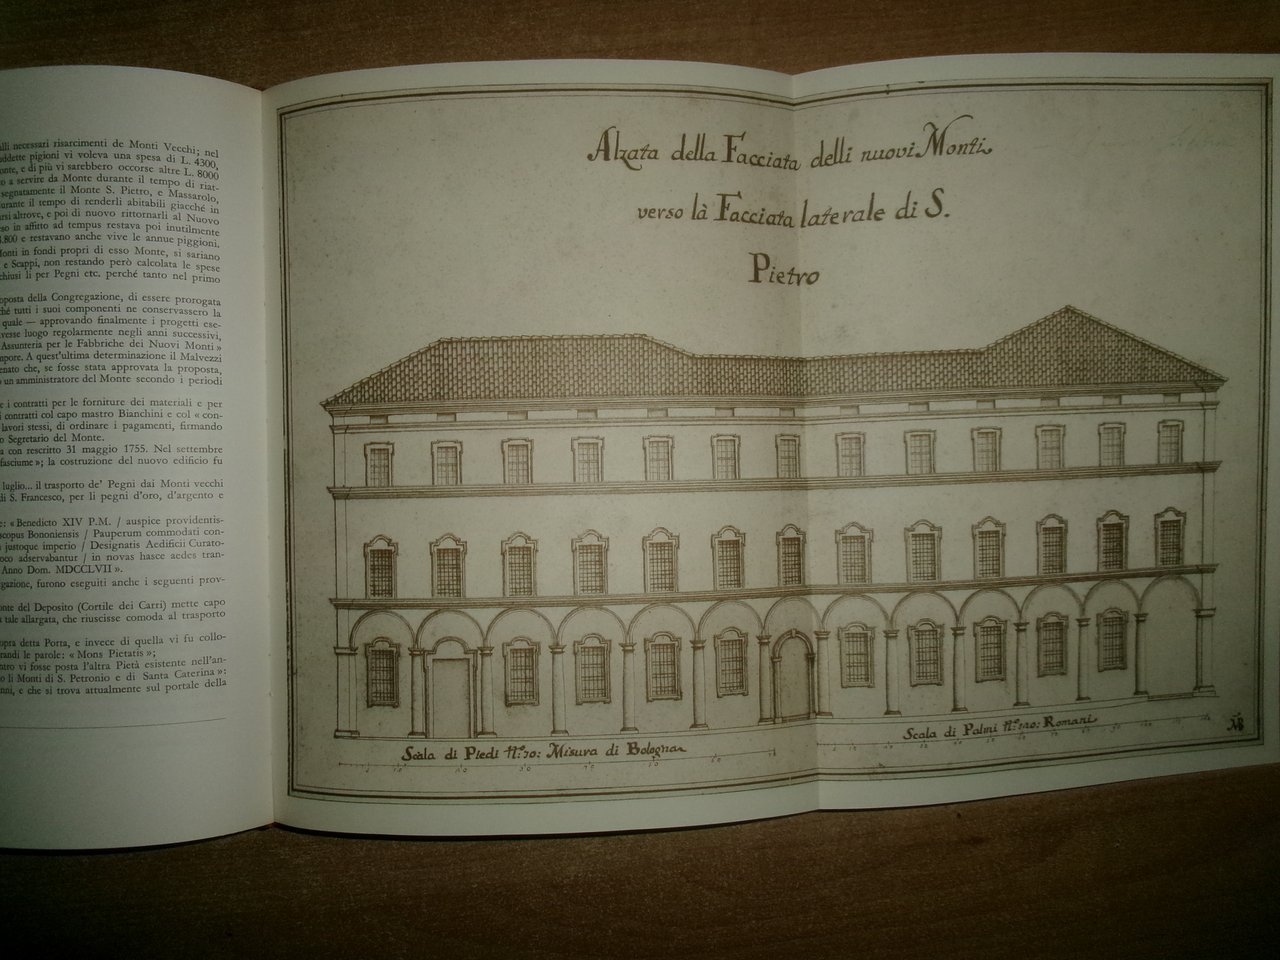 alli necessari risarcimenti de Monti Vecchi; nel
pigioni vi voleva una spesa di L. 4300,
onte, e di più vi sarebbero occorse altre L. 8000
o a servire da Monte durante il tempo di riat-
segnatamente il Monte S. Pietro, e Massarolo,
urante il tempo di renderli abitabili giacché in
arsi altrove, e poi di nuovo rittornarli al Nuovo
so in affitto ad tempus restava poi inutilmente
.800 e restavano anche vive le annue piggioni.
Monti in fondi propri di esso Monte, si sariano
e Scappi, non restando però calcolata le spese
chiusi lì per Pegni etc. perché tanto nel primo
oposta della Congregazione, di essere prorogata
ché tutti i suoi componenti ne conservassero la
quale — approvando finalmente i progetti ese-
vesse luogo regolarmente negli anni successivi,
Assunteria per le Fabbriche dei Nuovi Monti»
mpore. A quest'ultima determinazione il Malvezzi
enato che, se fosse stata approvata la proposta,
un amministratore del Monte secondo i periodi
e i contratti per le forniture dei materiali e per
i contratti col capo mastro Bianchini e col « con-
lavori stessi, di ordinare i pagamenti, firmando
o Segretario del Monte.
a con rescritto 31 maggio 1755. Nel settembre
fasciume»; la costruzione del nuovo edificio fu
luglio... il trasporto de' Pegni dai Monti vecchi
di S. Francesco, per li pegni d'oro, d'argento e
e: «Benedicto XIV P.M. / auspice providentis-
scopus Bononiensis / Pauperum commodati con-
justoque imperio / Designatis Aedificii Curato-
oco adservabantur / in novas hasce aedes tran-
Anno Dom. MDCCLVII».
gazione, furono eseguiti anche i seguenti prov-
onte del Deposito (Cortile dei Carri) mette capo
tale allargata, che riuscisse comoda al trasporto
opra detta Porta, e invece di quella vi fu collo-
randi le parole: «Mons Pietatis»;
ntro vi fosse posta l'altra Pietà esistente nell'an-
o li Monti di S. Petronio e di Santa Caterina»:
nni, e che si trova attualmente sul portale della
Alzata della Facciata delli nuovi Monti
verso là Facciata laterale di S.
Pietro
Scala di Piedi Misura di Bologna
Scala di Palmi Romani